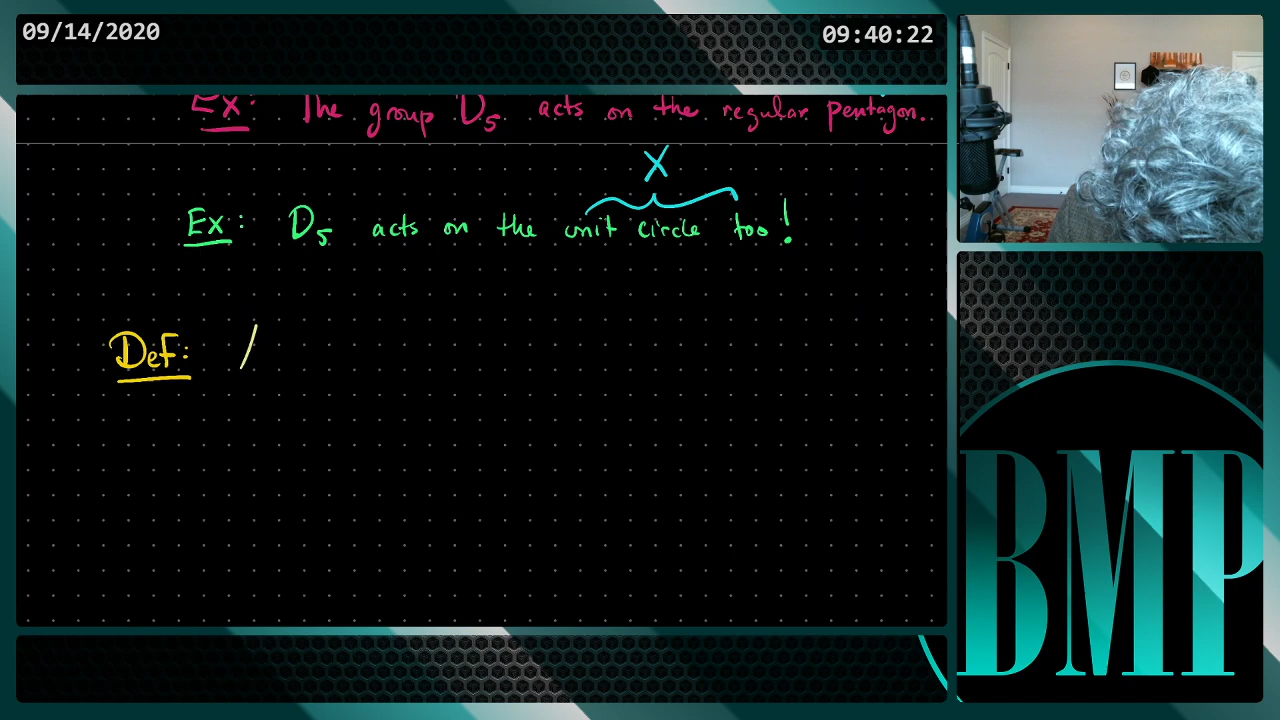 09/14/2020
09:40:22
Ex: The group D₅ acts on the regular pentagon.
X
Ex: D₅ acts on the unit circle too!
Def: /
BMP